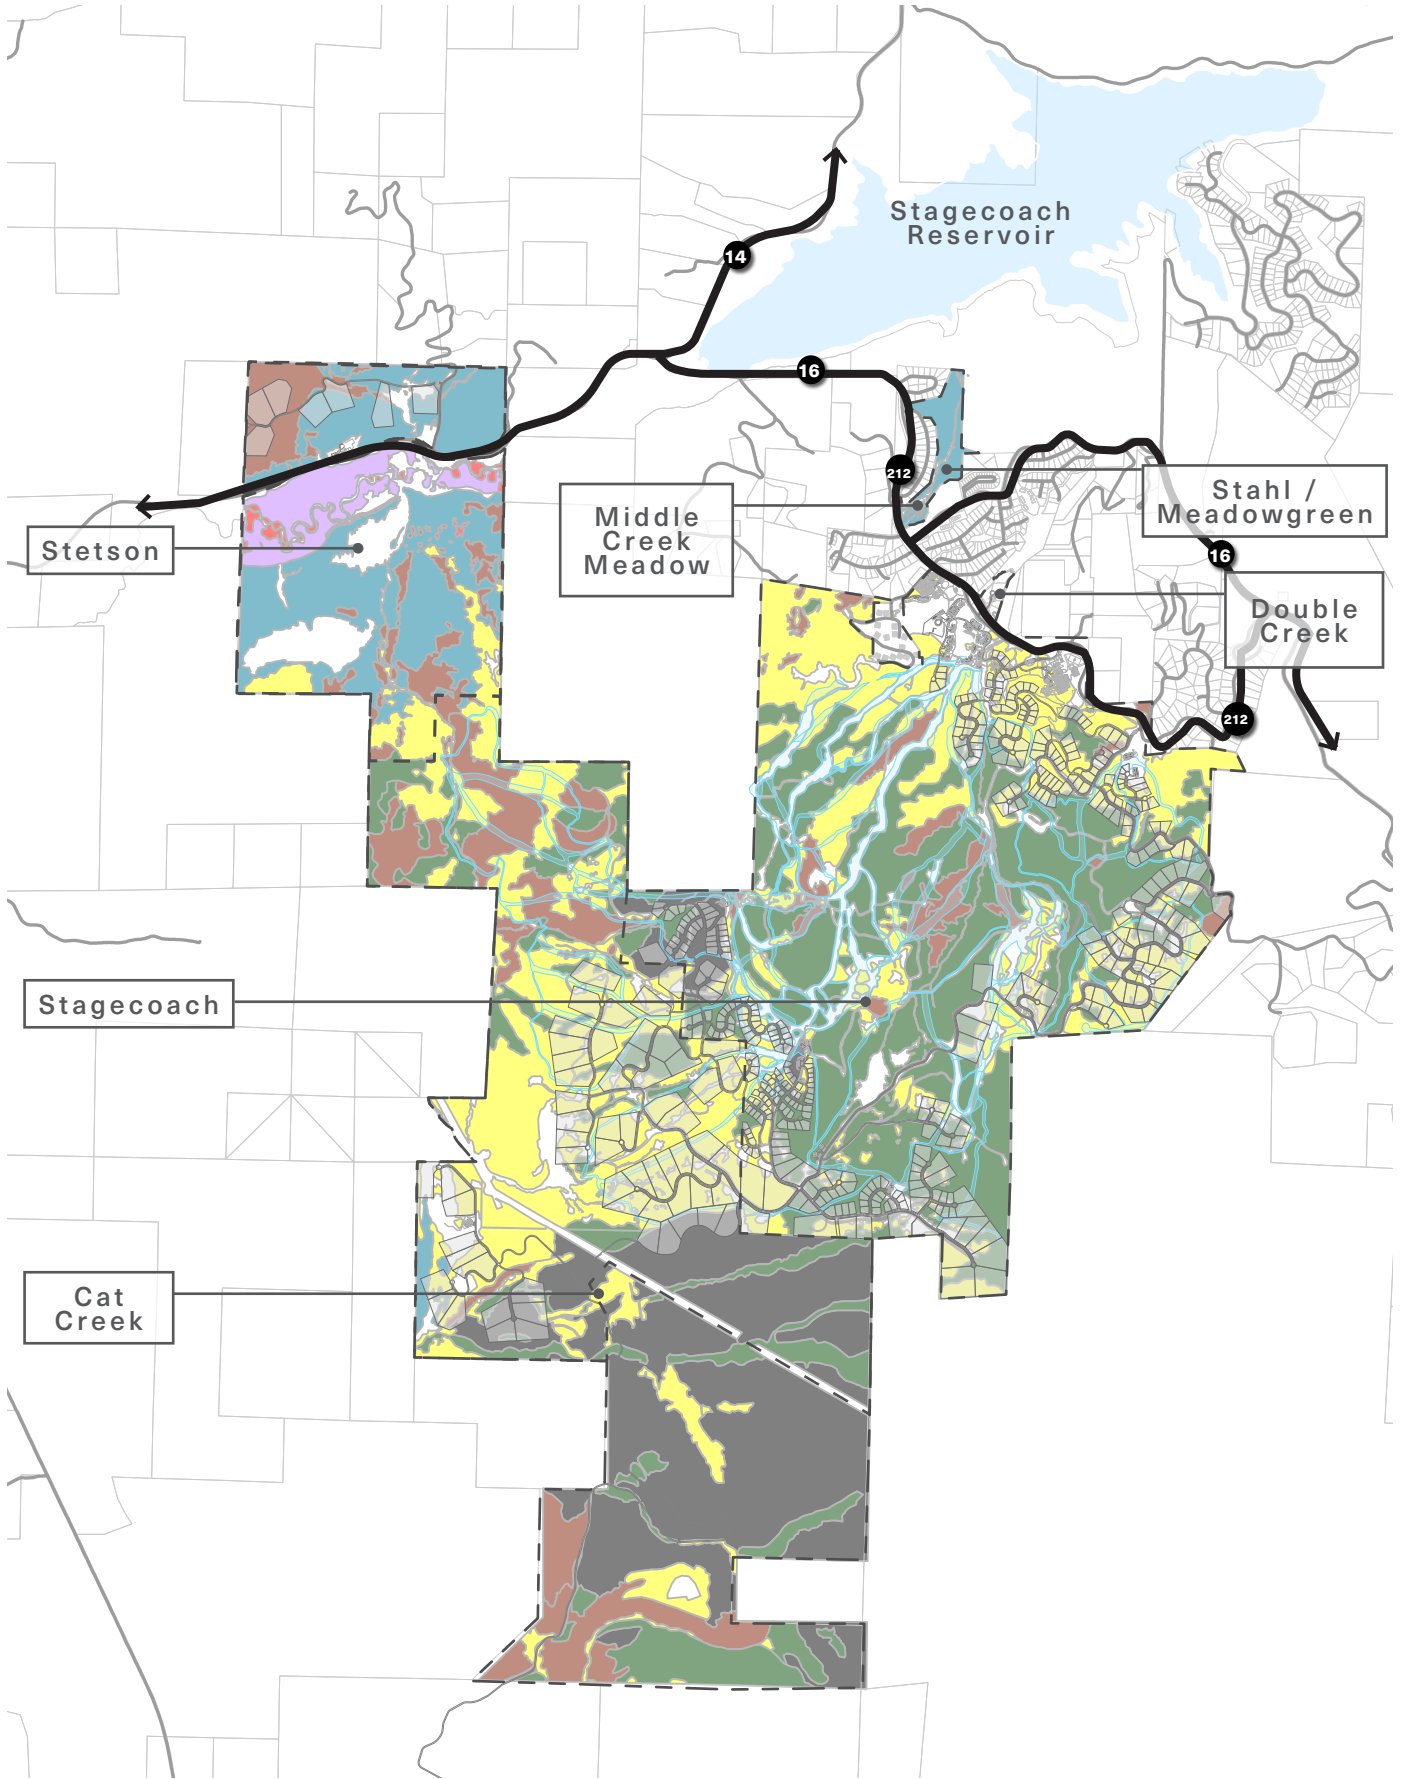 Stagecoach
Reservoir
14
16
212
Stahl /
Meadowgreen
Middle
Creek
Meadow
Stetson
16
Double
Creek
212
Stagecoach
Cat
Creek